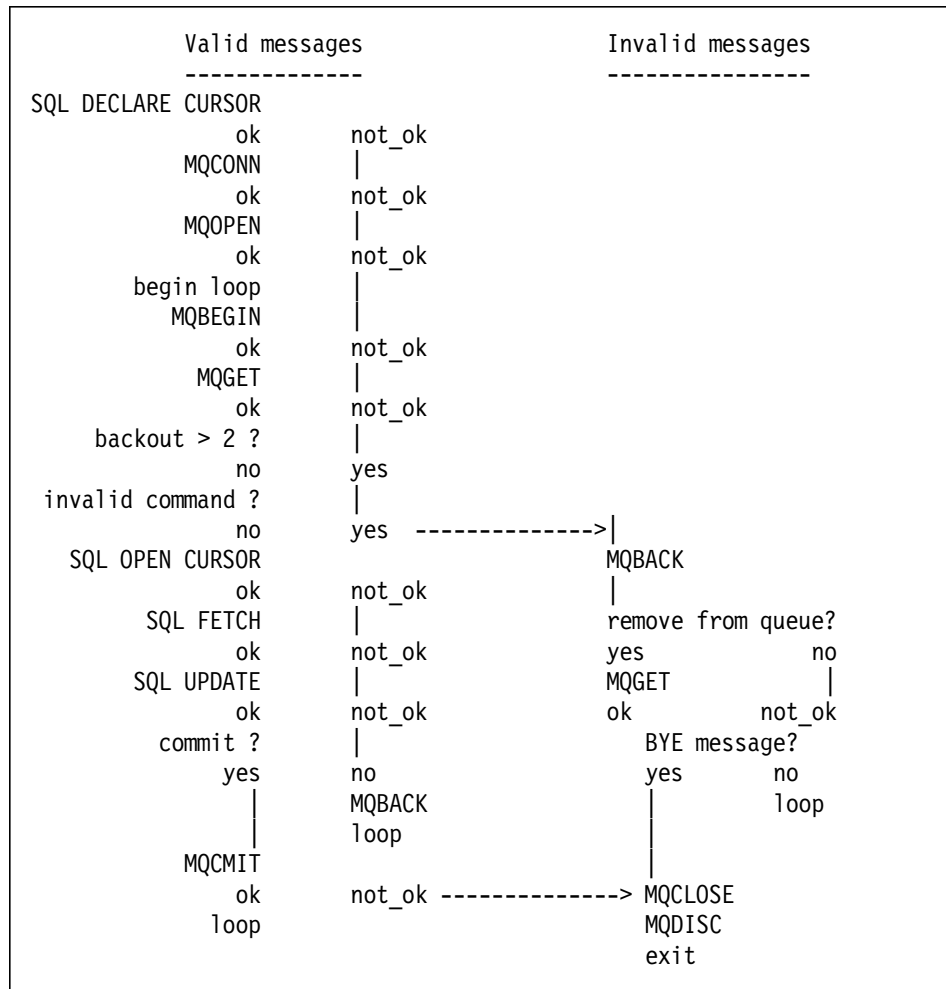 Valid messages                Invalid messages
--------------                ---------------
SQL DECLARE CURSOR
ok        not_ok
MQCONN    |
ok        not_ok
MQOPEN    |
ok        not_ok
begin loop    |
MQBEGIN    |
ok        not_ok
MQGET    |
ok        not_ok
backout > 2 ?    |
no        yes
invalid command ?    |
no        yes -------------->|
SQL OPEN CURSOR                MQBACK
ok        not_ok        |
SQL FETCH    |        remove from queue?
ok        not_ok        yes        no
SQL UPDATE    |        MQGET        |
ok        not_ok        ok        not_ok
commit ?    |        BYE message?
yes        no        yes        no
|        MQBACK        |        loop
|        loop        |
MQCMIT        |
ok        not_ok --------------> MQCLOSE
loop        MQDISC
exit